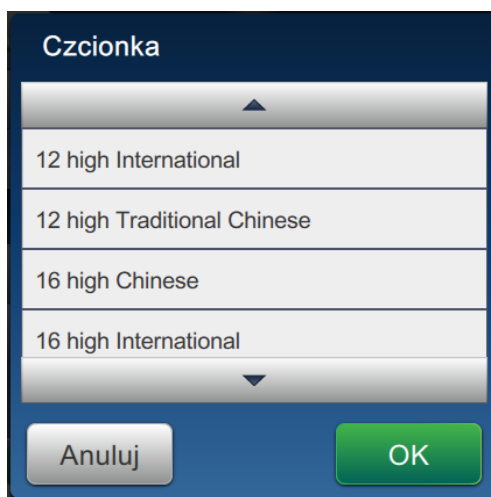 Czcionka
12 high International
12 high Traditional Chinese
16 high Chinese
16 high International
Anuluj
OK